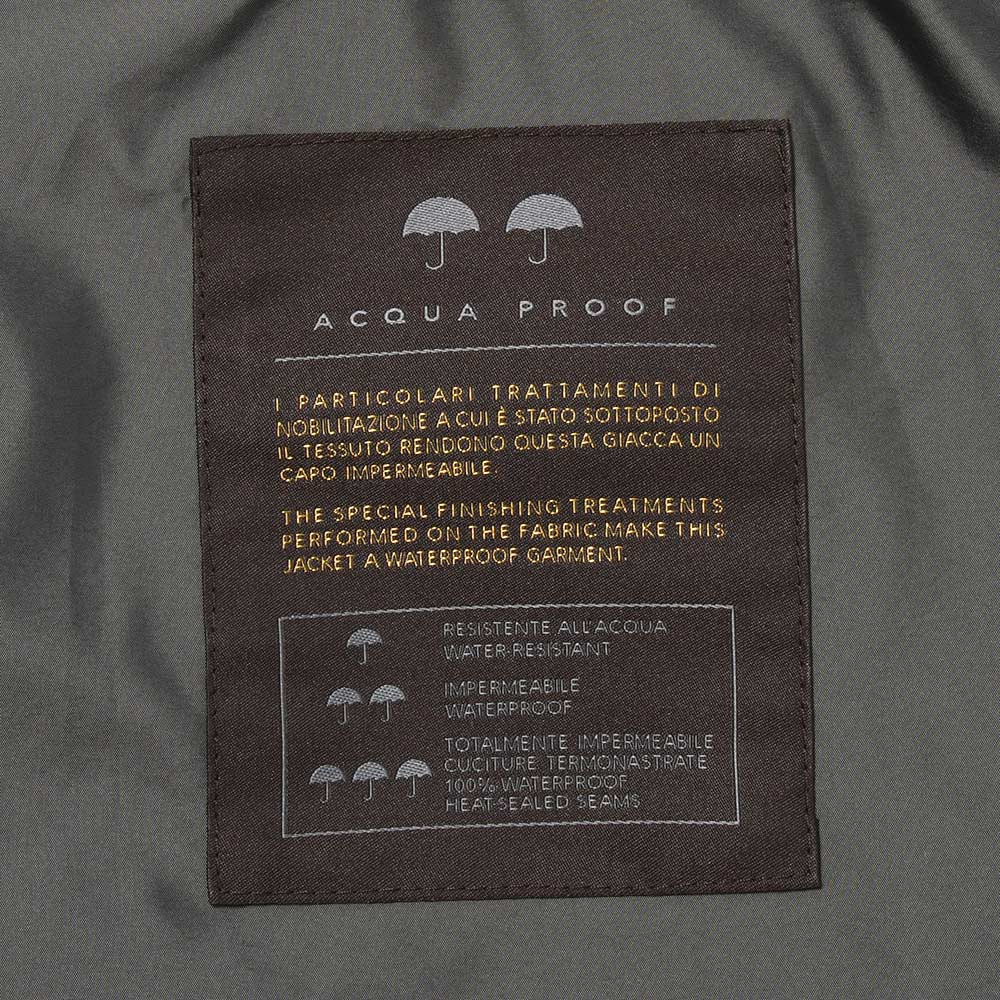 ACQUA PROOF
I PARTICOLARI TRATTAMENTI DI
NOBILITAZIONE A CUI È STATO SOTTOPOSTO
IL TESSUTO RENDONO QUESTA GIACCA UN
CAPO IMPERMEABILE.
THE SPECIAL FINISHING TREATMENTS
PERFORMED ON THE FABRIC MAKE THIS
JACKET A WATERPROOF GARMENT.
RESISTENTE ALL'ACQUA
WATER-RESISTANT
IMPERMEABILE
WATERPROOF
TOTALMENTE IMPERMEABILE
CUCITURE TERMONASTRATE
100% WATERPROOF
HEAT-SEALED SEAMS